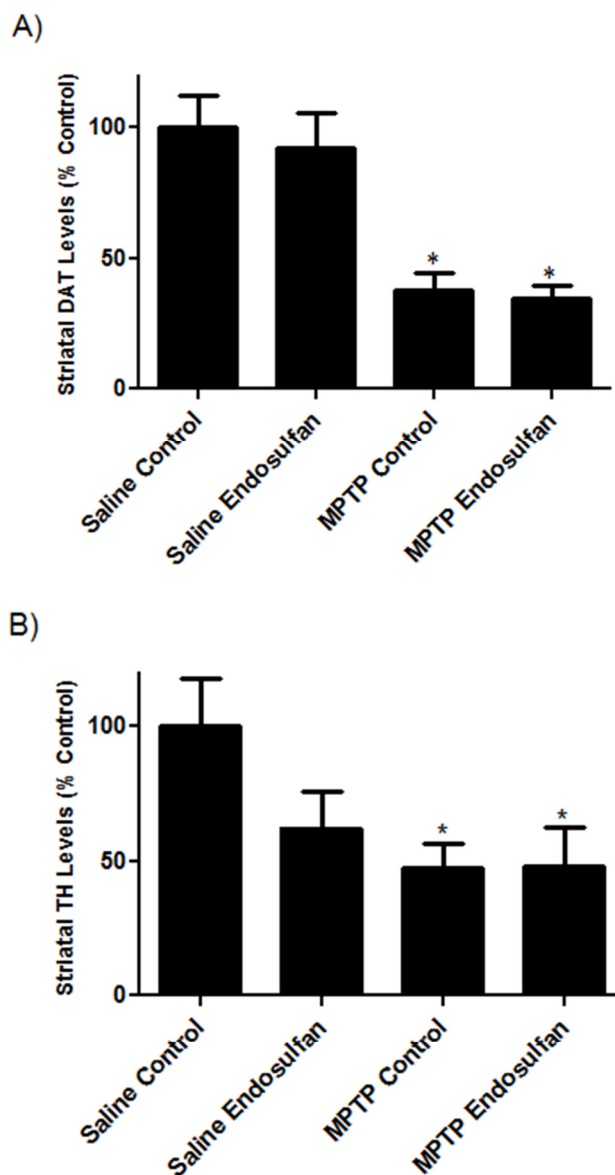 A)
Striatal DAT Levels (% Control)
100
50
0
*
*
Saline Control
Saline Endosulfan
MPTP Control
MPTP Endosulfan
B)
Striatal TH Levels (% Control)
100
50
0
*
*
Saline Control
Saline Endosulfan
MPTP Control
MPTP Endosulfan